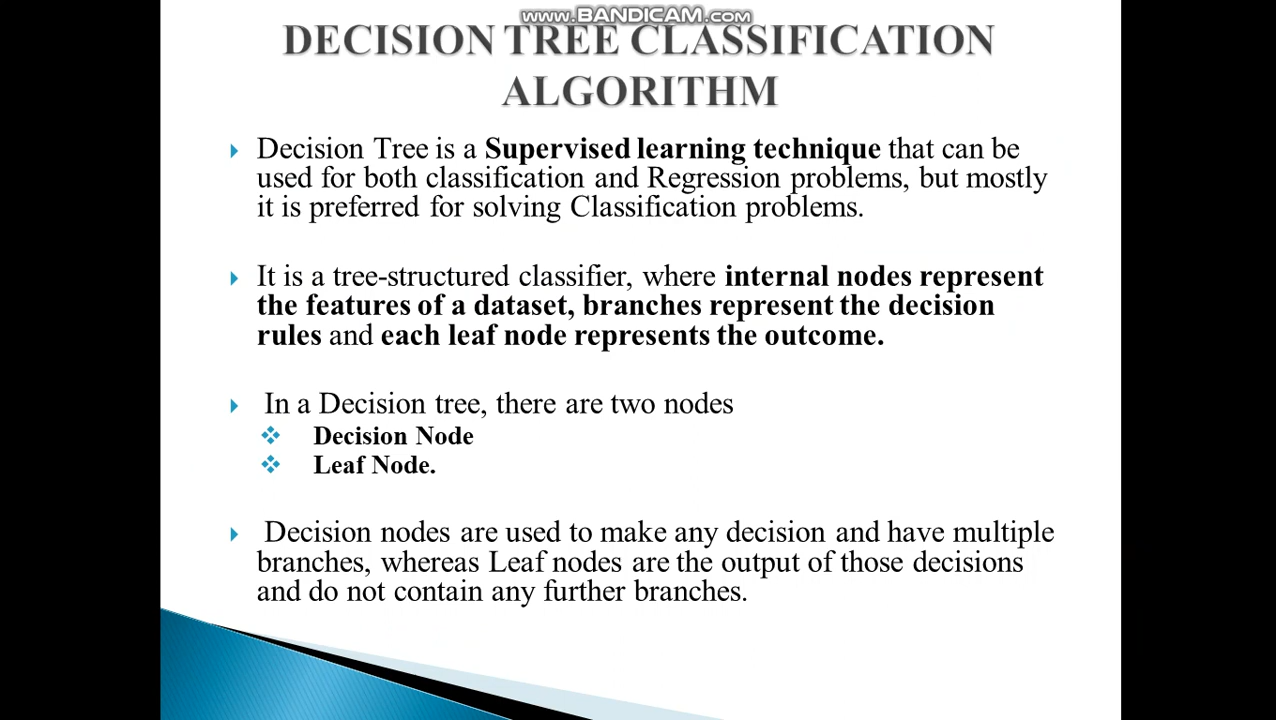 www.BANDICAM.com
DECISION TREE CLASSIFICATION
ALGORITHM
Decision Tree is a Supervised learning technique that can be
used for both classification and Regression problems, but mostly
it is preferred for solving Classification problems.
It is a tree-structured classifier, where internal nodes represent
the features of a dataset, branches represent the decision
rules and each leaf node represents the outcome.
In a Decision tree, there are two nodes
Decision Node
Leaf Node.
Decision nodes are used to make any decision and have multiple
branches, whereas Leaf nodes are the output of those decisions
and do not contain any further branches.